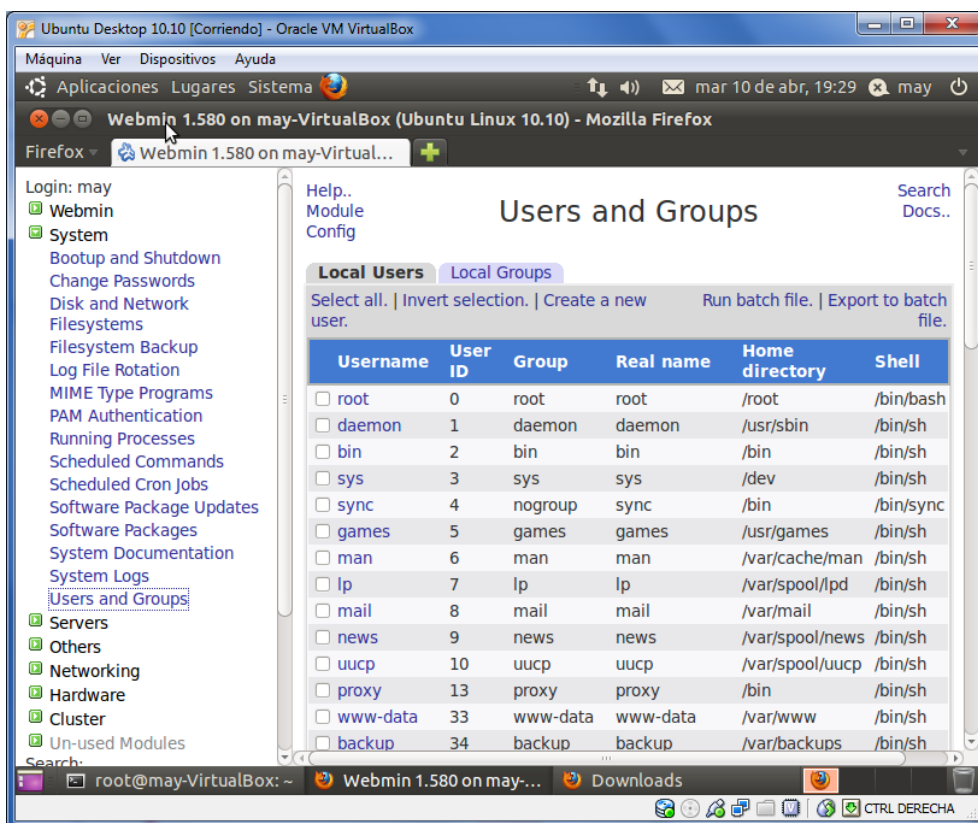 Ubuntu Desktop 10.10 [Corriendo] - Oracle VM VirtualBox
Máquina Ver Dispositivos Ayuda
Aplicaciones Lugares Sistema mar 10 de abr, 19:29 may
Webmin 1.580 on may-VirtualBox (Ubuntu Linux 10.10) - Mozilla Firefox
Firefox Webmin 1.580 on may-Virtual...
Login: may
Webmin
System
Bootup and Shutdown
Change Passwords
Disk and Network
Filesystems
Filesystem Backup
Log File Rotation
MIME Type Programs
PAM Authentication
Running Processes
Scheduled Commands
Scheduled Cron Jobs
Software Package Updates
Software Packages
System Documentation
System Logs
Users and Groups
Servers
Others
Networking
Hardware
Cluster
Un-used Modules
Search:
Help..
Module
Config
Users and Groups
Search
Docs..
Local Users Local Groups
Select all. | Invert selection. | Create a new
user.
Run batch file. | Export to batch
file.
Username User ID Group Real name Home directory Shell
root 0 root root /root /bin/bash
daemon 1 daemon daemon /usr/sbin /bin/sh
bin 2 bin bin /bin /bin/sh
sys 3 sys sys /dev /bin/sh
sync 4 nogroup sync /bin /bin/sync
games 5 games games /usr/games /bin/sh
man 6 man man /var/cache/man /bin/sh
lp 7 lp lp /var/spool/lpd /bin/sh
mail 8 mail mail /var/mail /bin/sh
news 9 news news /var/spool/news /bin/sh
uucp 10 uucp uucp /var/spool/uucp /bin/sh
proxy 13 proxy proxy /bin /bin/sh
www-data 33 www-data www-data /var/www /bin/sh
backup 34 backup backup /var/backups /bin/sh
root@may-VirtualBox: ~ Webmin 1.580 on may-... Downloads
CTRL DERECHA